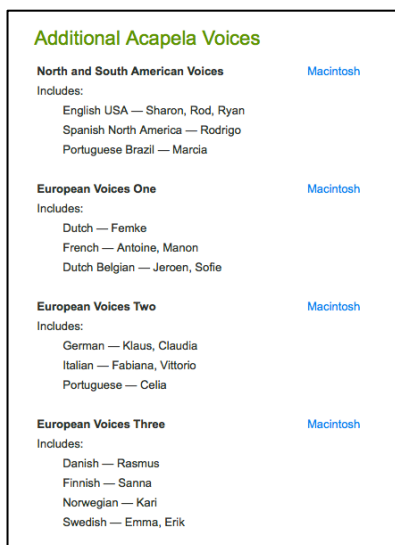 Additional Acapela Voices
North and South American Voices Macintosh
Includes:
English USA — Sharon, Rod, Ryan
Spanish North America — Rodrigo
Portuguese Brazil — Marcia
European Voices One Macintosh
Includes:
Dutch — Femke
French — Antoine, Manon
Dutch Belgian — Jeroen, Sofie
European Voices Two Macintosh
Includes:
German — Klaus, Claudia
Italian — Fabiana, Vittorio
Portuguese — Celia
European Voices Three Macintosh
Includes:
Danish — Rasmus
Finnish — Sanna
Norwegian — Kari
Swedish — Emma, Erik